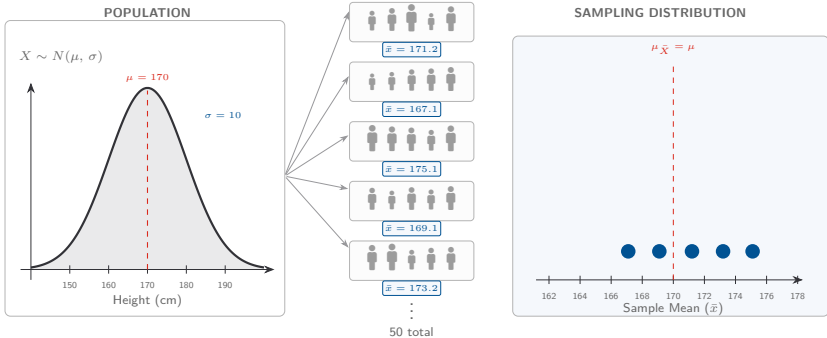 POPULATION
X ∼ N(μ, σ)
μ = 170
σ = 10
150 160 170 180 190
Height (cm)
x̄ = 171.2
x̄ = 167.1
x̄ = 175.1
x̄ = 169.1
x̄ = 173.2
50 total
SAMPLING DISTRIBUTION
μ_X̄ = μ
162 164 166 168 170 172 174 176 178
Sample Mean (x̄)